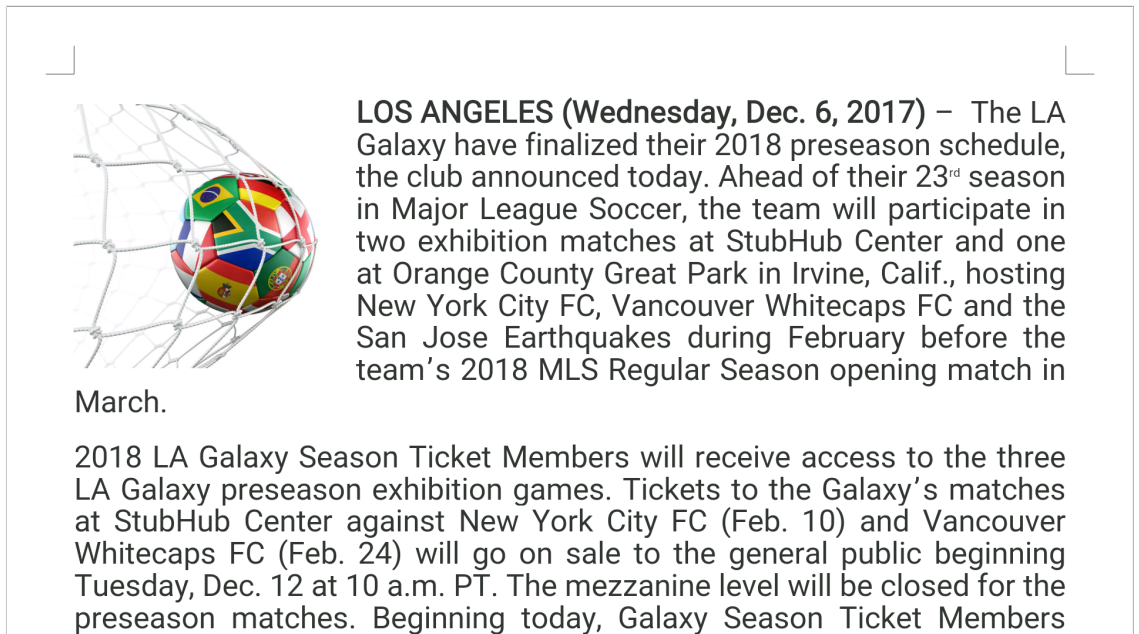 LOS ANGELES (Wednesday, Dec. 6, 2017) – The LA
Galaxy have finalized their 2018 preseason schedule,
the club announced today. Ahead of their 23rd season
in Major League Soccer, the team will participate in
two exhibition matches at StubHub Center and one
at Orange County Great Park in Irvine, Calif., hosting
New York City FC, Vancouver Whitecaps FC and the
San Jose Earthquakes during February before the
team’s 2018 MLS Regular Season opening match in
March.
2018 LA Galaxy Season Ticket Members will receive access to the three
LA Galaxy preseason exhibition games. Tickets to the Galaxy’s matches
at StubHub Center against New York City FC (Feb. 10) and Vancouver
Whitecaps FC (Feb. 24) will go on sale to the general public beginning
Tuesday, Dec. 12 at 10 a.m. PT. The mezzanine level will be closed for the
preseason matches. Beginning today, Galaxy Season Ticket Members